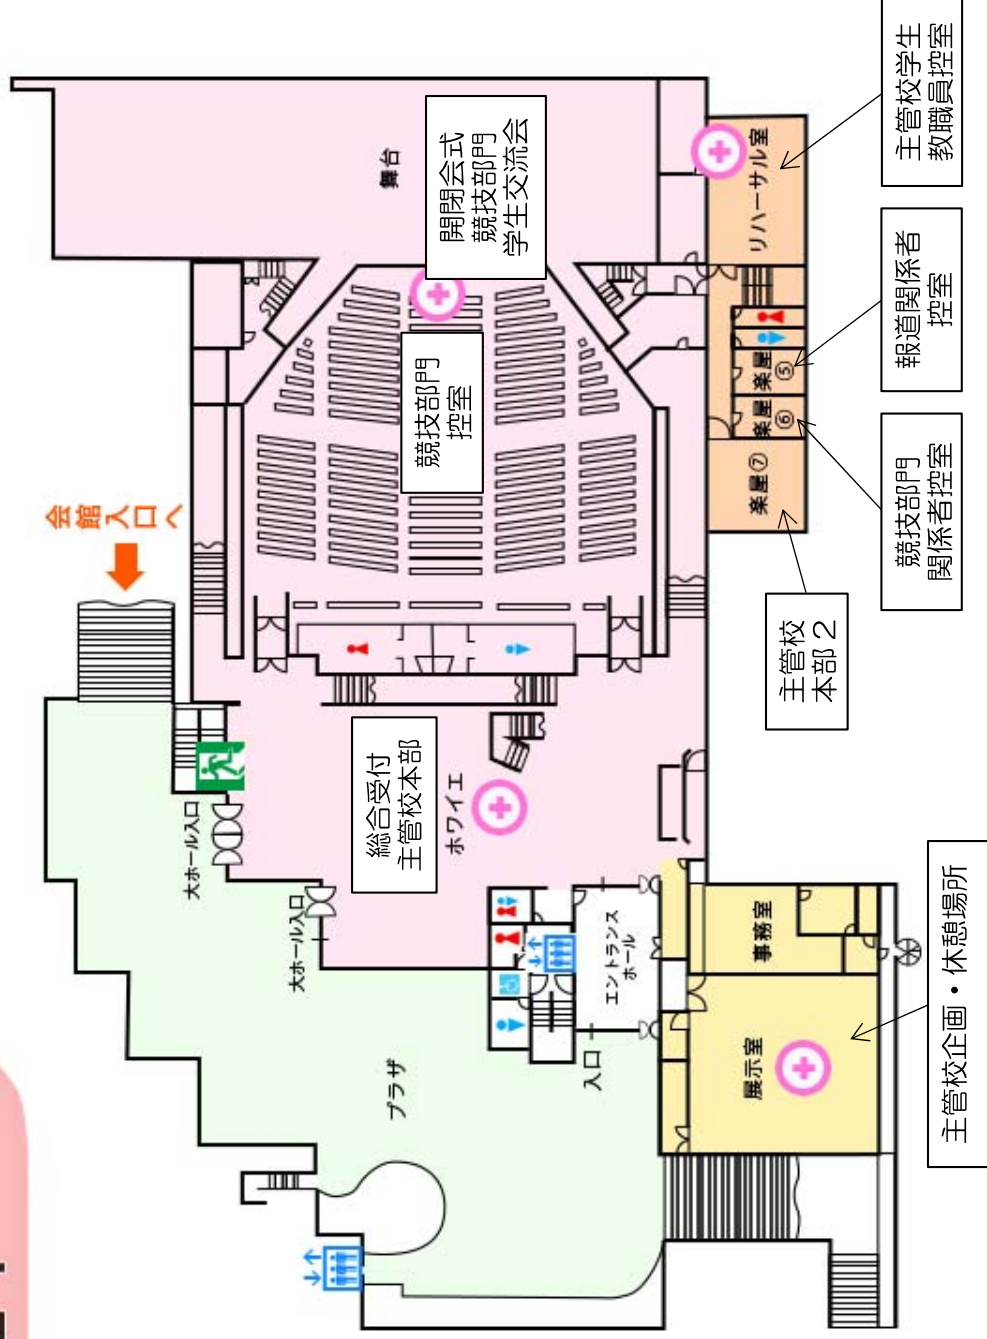 会館入口へ
舞台
開閉会式
競技部門
学生交流会
競技部門
控室
リハーサル室
主管校学生
教職員控室
報道関係者
控室
楽屋
⑤
楽屋
⑥
楽屋⑦
競技部門
関係者控室
主管校
本部２
総合受付
主管校本部
ホワイエ
大ホール入口
大ホール入口
エントランス
ホール
事務室
展示室
入口
プラザ
主管校企画・休憩場所